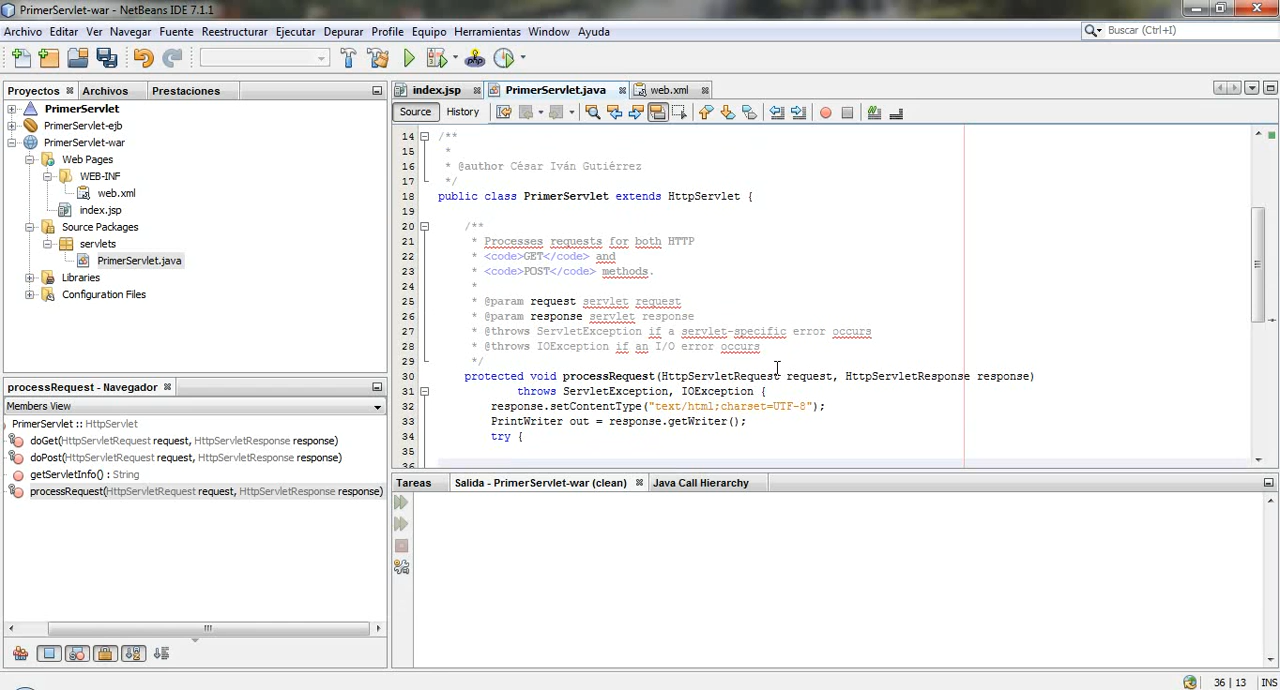 PrimerServlet-war - NetBeans IDE 7.1.1
Archivo Editar Ver Navegar Fuente Reestructurar Ejecutar Depurar Profile Equipo Herramientas Window Ayuda
Buscar (Ctrl+I)
Proyectos Archivos Prestaciones
index.jsp PrimerServlet.java web.xml
Source History
PrimerServlet
PrimerServlet-ejb
PrimerServlet-war
Web Pages
WEB-INF
web.xml
index.jsp
Source Packages
servlets
PrimerServlet.java
Libraries
Configuration Files
14 /**
15 *
16 * @author César Iván Gutiérrez
17 */
18 public class PrimerServlet extends HttpServlet {
19
20 /**
21 * Processes requests for both HTTP
22 * <code>GET</code> and
23 * <code>POST</code> methods.
24 *
25 * @param request servlet request
26 * @param response servlet response
27 * @throws ServletException if a servlet-specific error occurs
28 * @throws IOException if an I/O error occurs
29 */
30 protected void processRequest(HttpServletRequest request, HttpServletResponse response)
31 throws ServletException, IOException {
32 response.setContentType("text/html;charset=UTF-8");
33 PrintWriter out = response.getWriter();
34 try {
35
36
processRequest - Navegador
Members View
PrimerServlet :: HttpServlet
doGet(HttpServletRequest request, HttpServletResponse response)
doPost(HttpServletRequest request, HttpServletResponse response)
getServletInfo() : String
processRequest(HttpServletRequest request, HttpServletResponse response)
Tareas Salida - PrimerServlet-war (clean) Java Call Hierarchy
36 | 13 INS